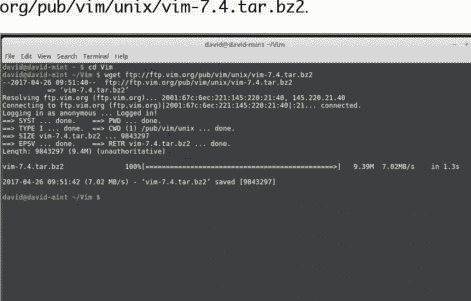 org/pub/vim/unix/vim-7.4.tar.bz2.
david@david-mint ~/Vim
File Edit View Search Terminal Help
david@david-mint ~ $ cd Vim
david@david-mint ~/Vim $ wget ftp://ftp.vim.org/pub/vim/unix/vim-7.4.tar.bz2
--2017-04-26 09:51:40--  ftp://ftp.vim.org/pub/vim/unix/vim-7.4.tar.bz2
=> 'vim-7.4.tar.bz2'
Resolving ftp.vim.org (ftp.vim.org)... 2001:67c:6ec:221:145:220:21:40, 145.220.21.40
Connecting to ftp.vim.org (ftp.vim.org)|2001:67c:6ec:221:145:220:21:40|:21... connected.
Logging in as anonymous ... Logged in!
==> SYST ... done.    ==> PWD ... done.
==> TYPE I ... done.  ==> CWD (1) /pub/vim/unix ... done.
==> SIZE vim-7.4.tar.bz2 ... 9843297
==> EPSV ... done.    ==> RETR vim-7.4.tar.bz2 ... done.
Length: 9843297 (9.4M) (unauthoritative)
vim-7.4.tar.bz2 100%[==============================================>] 9.39M 7.02MB/s in 1.3s
2017-04-26 09:51:42 (7.02 MB/s) - 'vim-7.4.tar.bz2' saved [9843297]
david@david-mint ~/Vim $